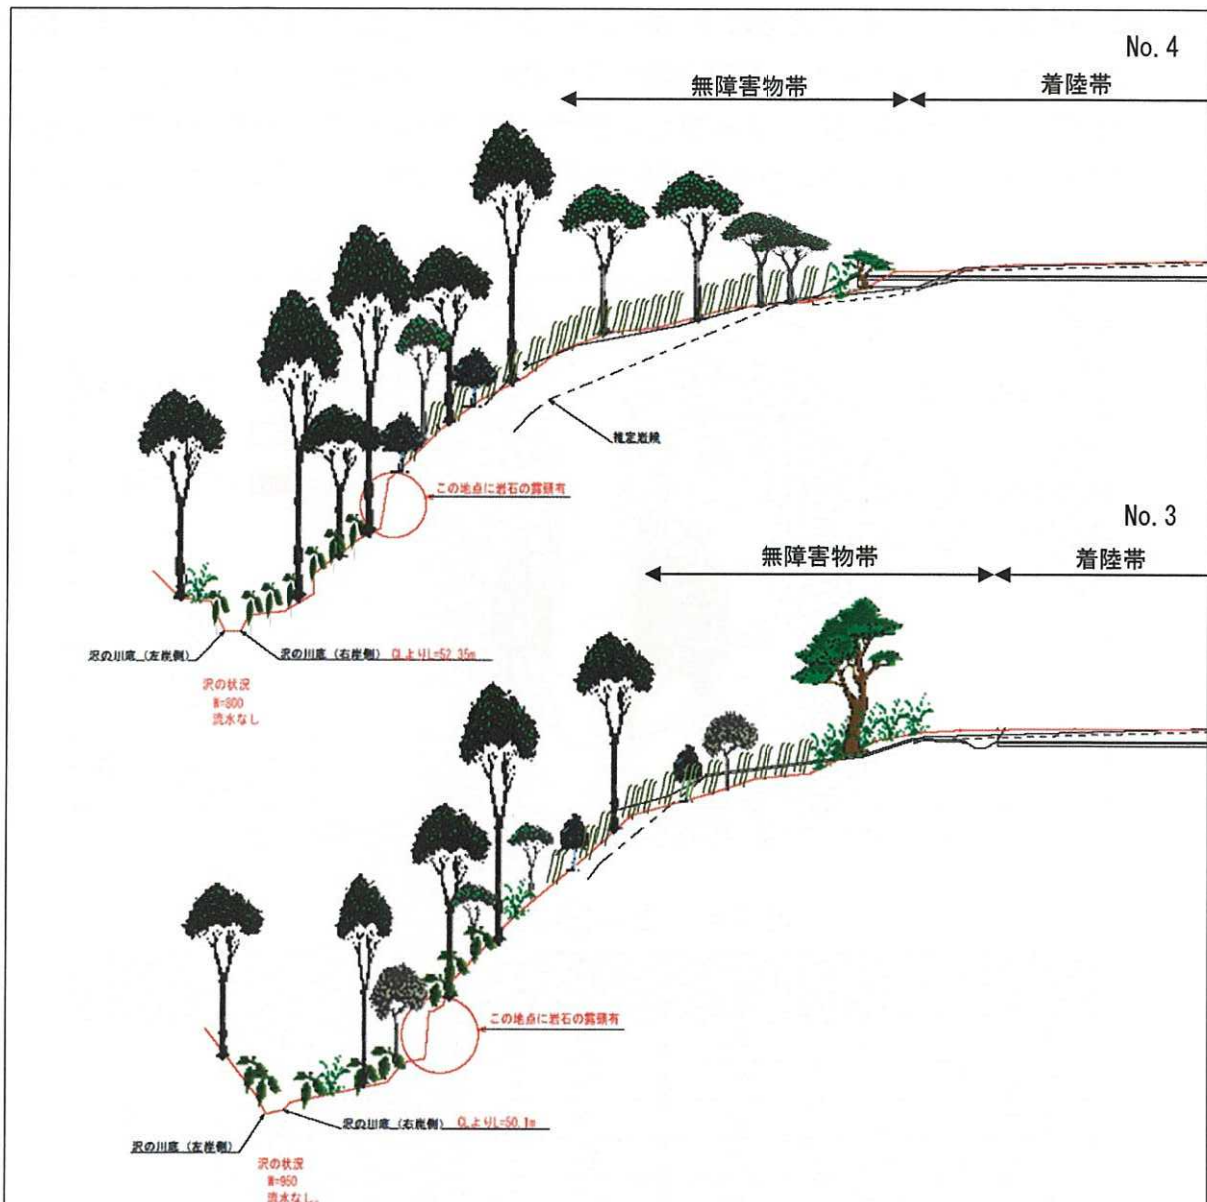 No. 4
無障害物帯
着陸帯
推定岩線
この地点に岩石の露頭有
沢の川底（左岸側）
沢の川底（右岸側） CLよりL=52.35m
沢の状況
W=800
流水なし
No. 3
無障害物帯
着陸帯
この地点に岩石の露頭有
沢の川底（右岸側） CLよりL=50.1m
沢の川底（左岸側）
沢の状況
W=950
流水なし。